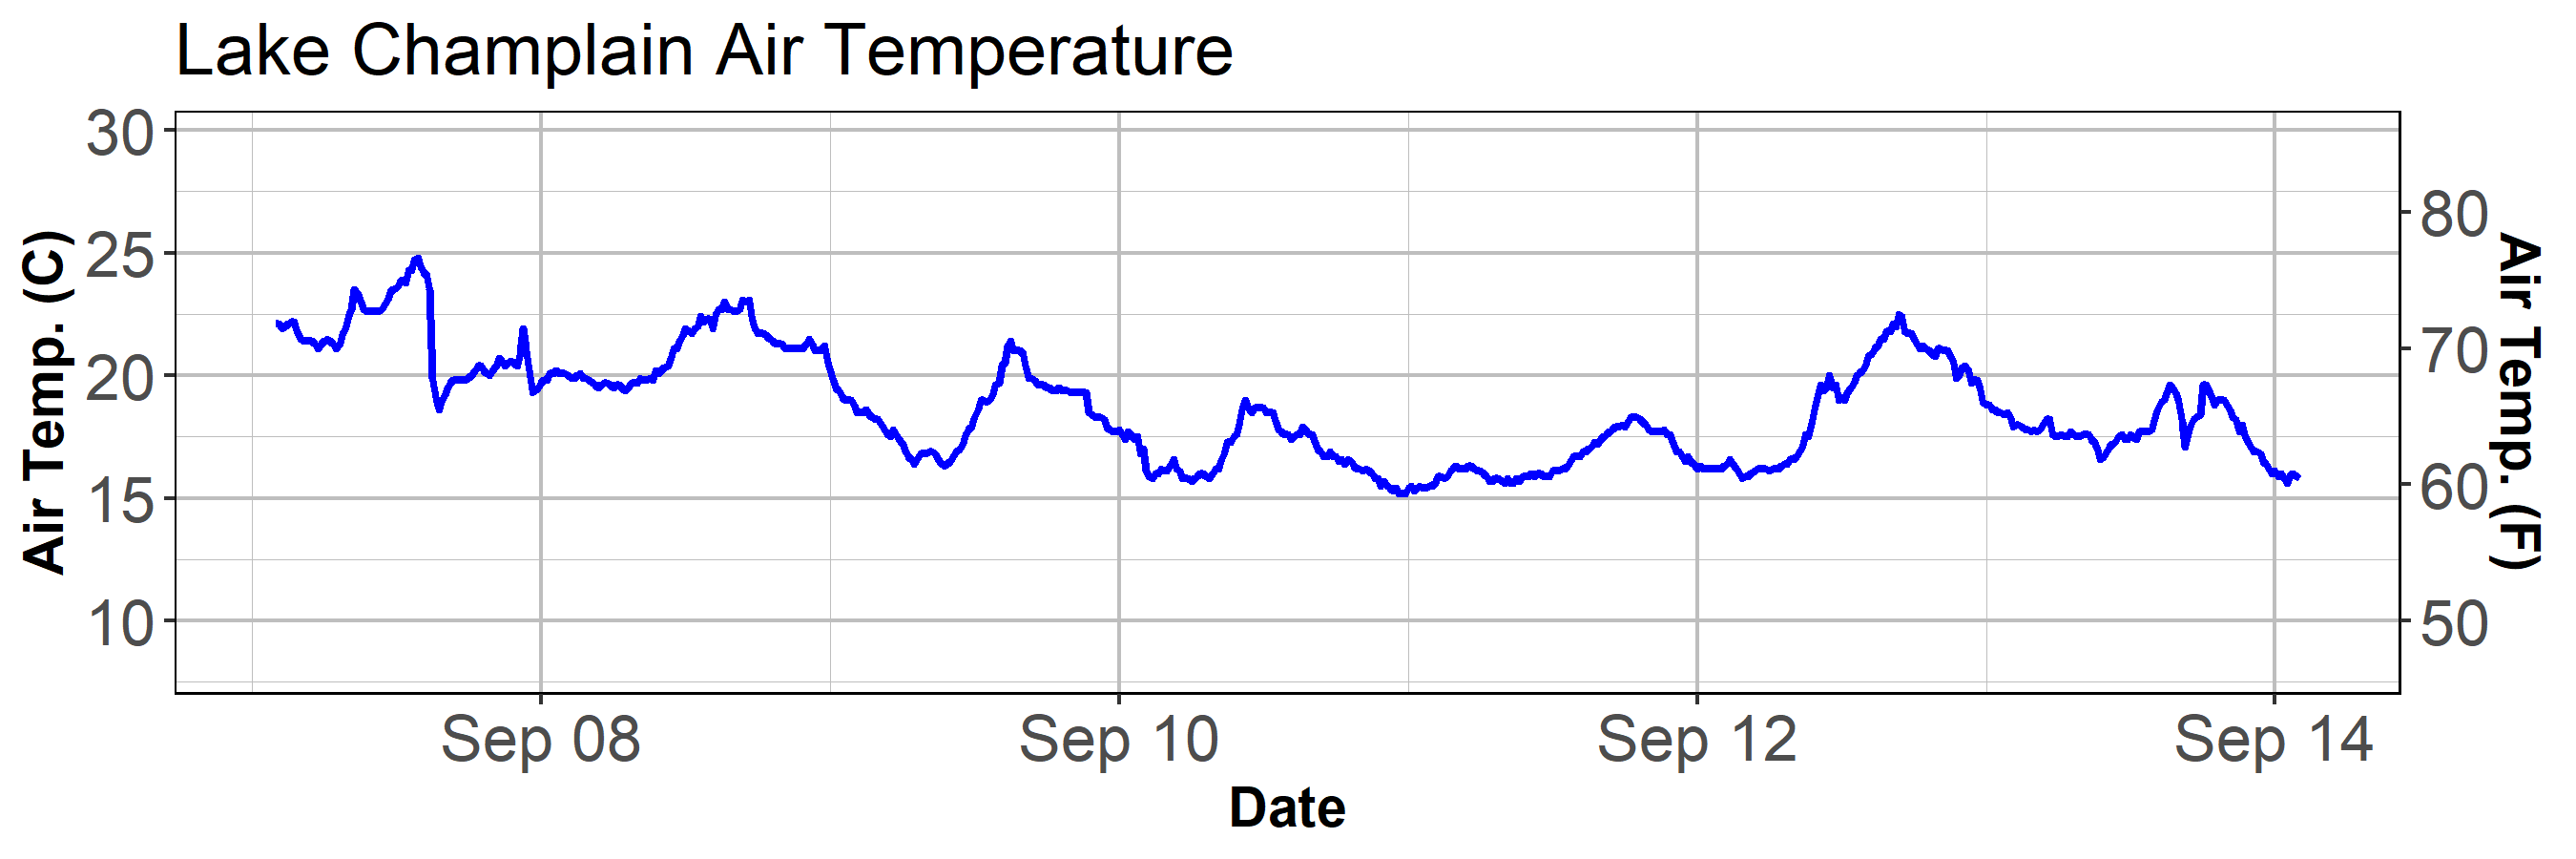 Lake Champlain Air Temperature
30
25
20
15
10
Air Temp. (C)
80
70
60
50
Air Temp. (F)
Sep 08
Sep 10
Sep 12
Sep 14
Date